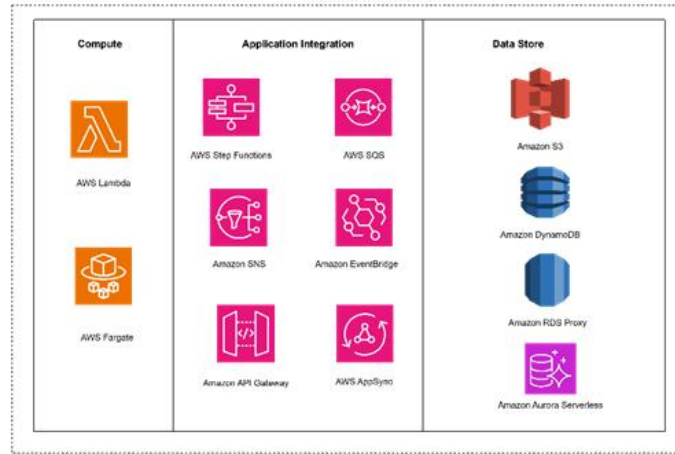 Compute
Application Integration
Data Store
AWS Lambda
AWS Fargate
AWS Step Functions
AWS SQS
Amazon SNS
Amazon EventBridge
Amazon API Gateway
AWS AppSync
Amazon S3
Amazon DynamoDB
Amazon RDS Proxy
Amazon Aurora Serverless